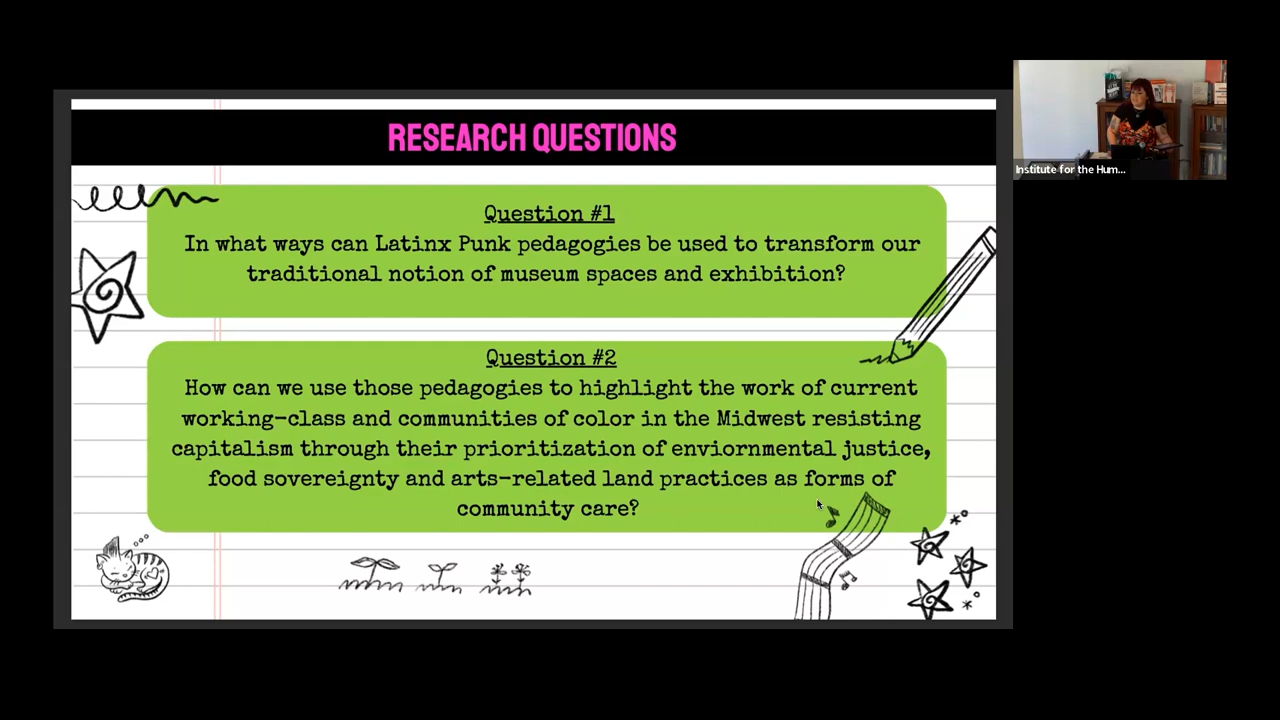 RESEARCH QUESTIONS
Question #1
In what ways can Latinx Punk pedagogies be used to transform our
traditional notion of museum spaces and exhibition?
Question #2
How can we use those pedagogies to highlight the work of current
working-class and communities of color in the Midwest resisting
capitalism through their prioritization of enviornmental justice,
food sovereignty and arts-related land practices as forms of
community care?
Institute for the Hum...